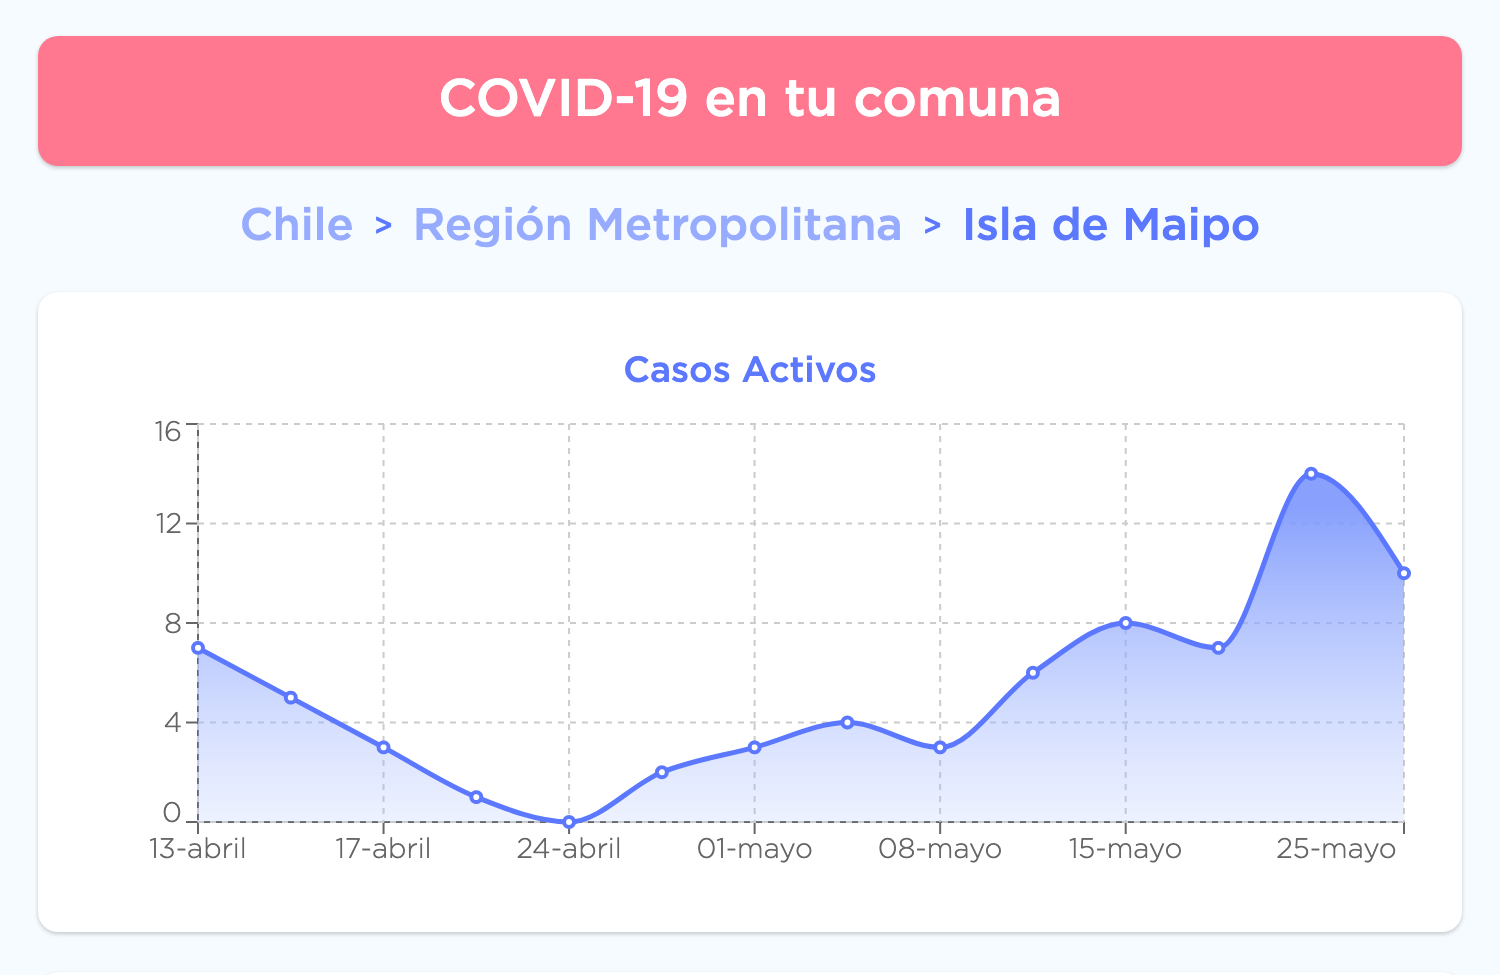 COVID-19 en tu comuna
Chile > Región Metropolitana > Isla de Maipo
Casos Activos
16
12
8
4
0
13-abril 17-abril 24-abril 01-mayo 08-mayo 15-mayo 25-mayo